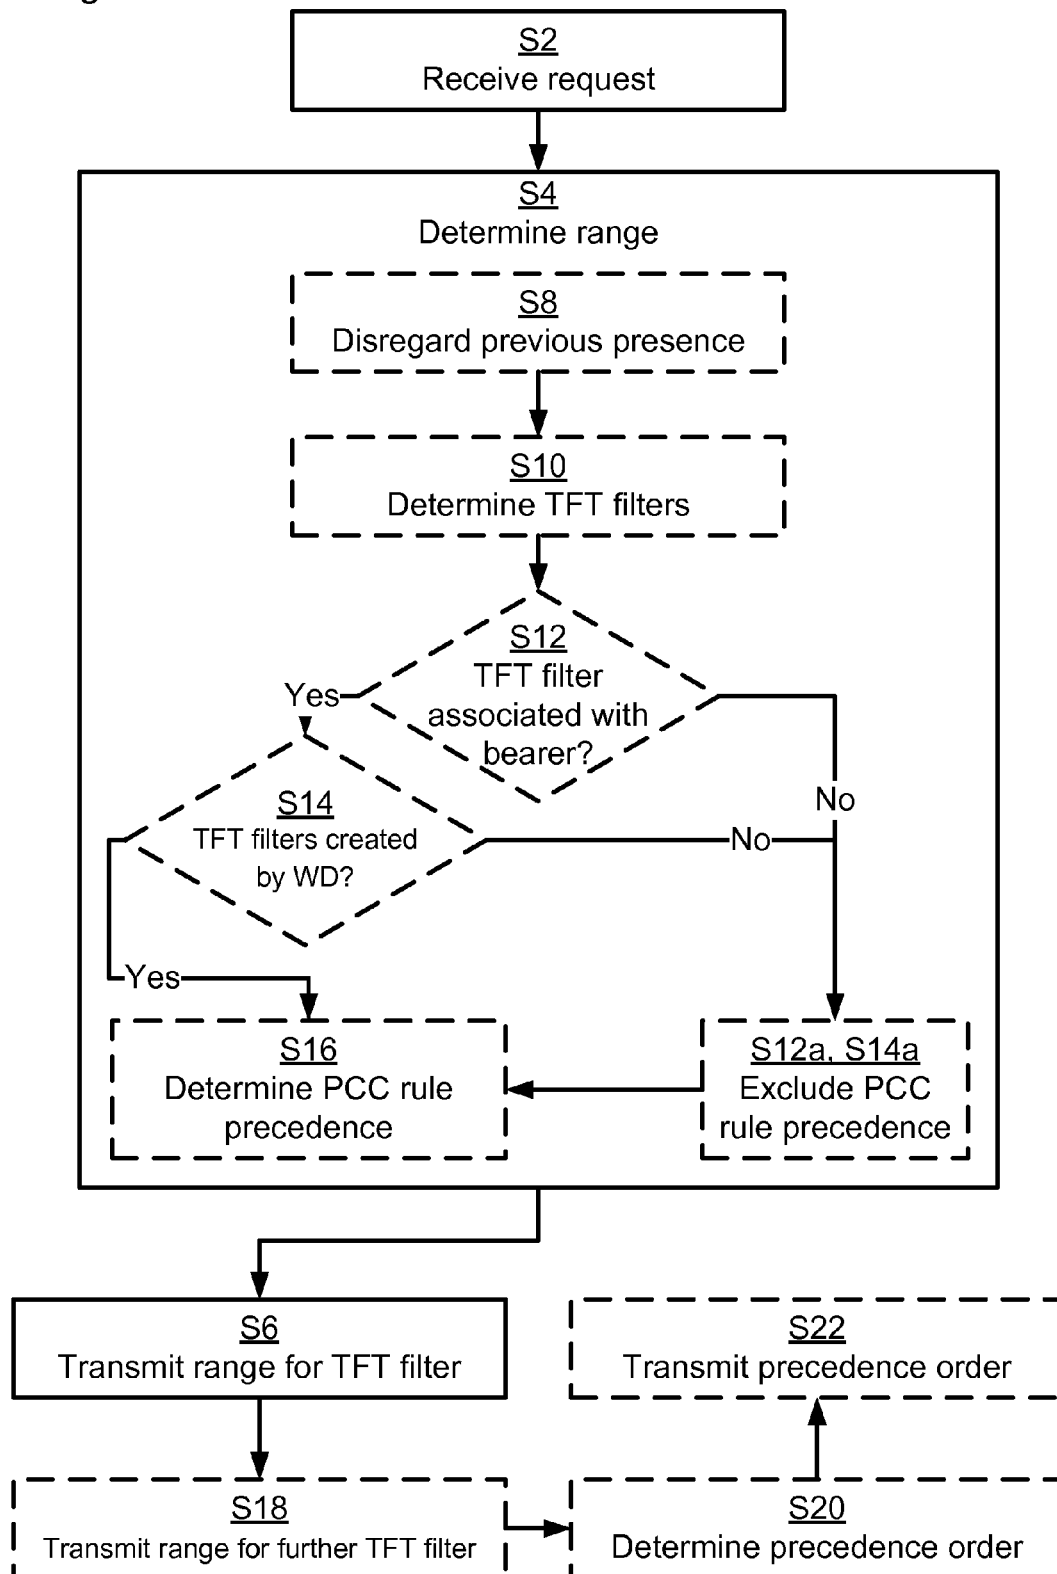 S2
Receive request
S4
Determine range
S8
Disregard previous presence
S10
Determine TFT filters
S12
TFT filter
associated with
bearer?
Yes
No
S14
TFT filters created
by WD?
No
Yes
S16
Determine PCC rule
precedence
S12a, S14a
Exclude PCC
rule precedence
S6
Transmit range for TFT filter
S22
Transmit precedence order
S18
Transmit range for further TFT filter
S20
Determine precedence order